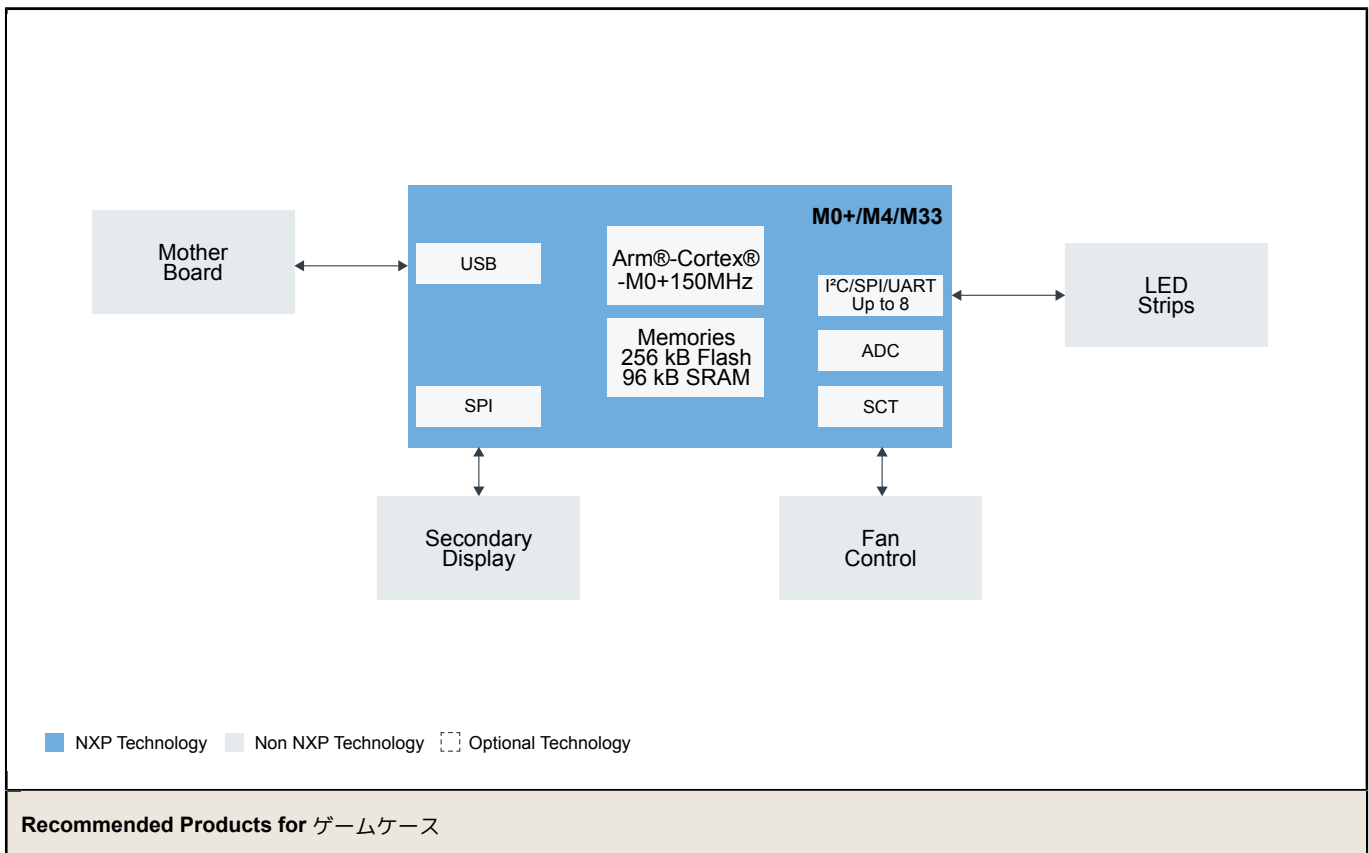 M0+/M4/M33
Mother
Board
USB
Arm®-Cortex®
-M0+150MHz
I²C/SPI/UART
Up to 8
LED
Strips
Memories
256 kB Flash
96 kB SRAM
ADC
SPI
SCT
Secondary
Display
Fan
Control
NXP Technology
Non NXP Technology
Optional Technology
Recommended Products for ゲームケース